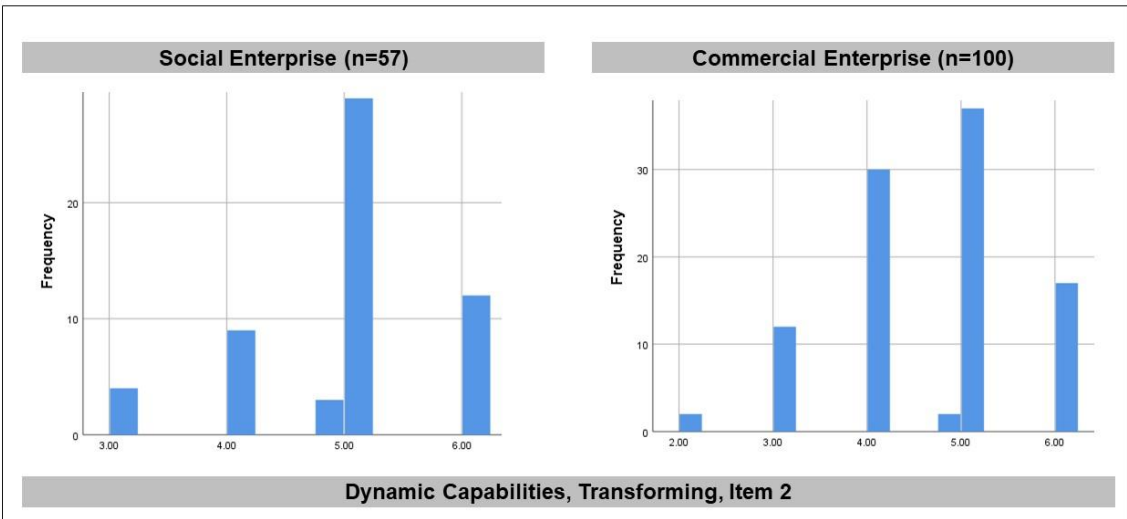 Social Enterprise (n=57)
Commercial Enterprise (n=100)
Frequency
20
10
0
3.00 4.00 5.00 6.00
Frequency
30
20
10
0
2.00 3.00 4.00 5.00 6.00
Dynamic Capabilities, Transforming, Item 2